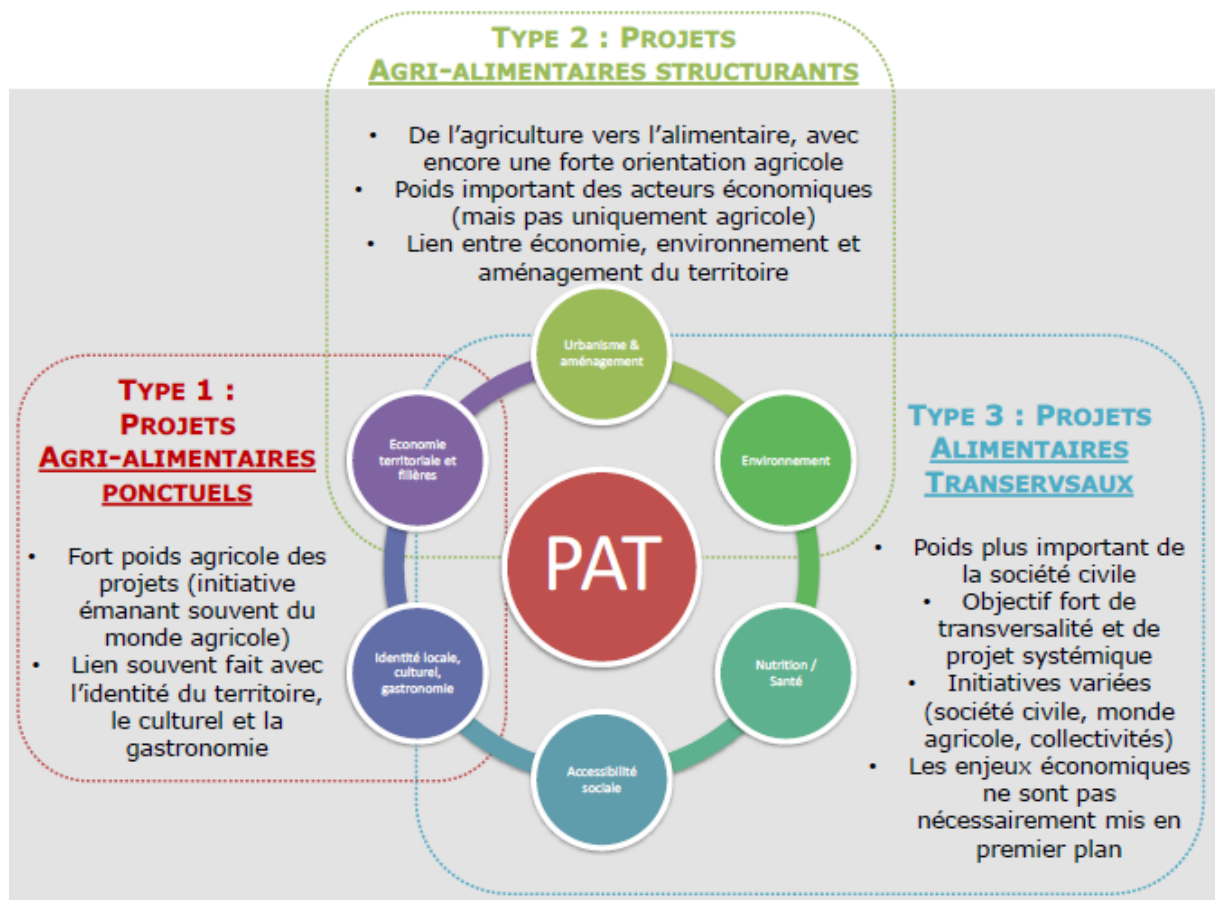 TYPE 2 : PROJETS
AGRI-ALIMENTAIRES STRUCTURANTS
• De l'agriculture vers l'alimentaire, avec
encore une forte orientation agricole
• Poids important des acteurs économiques
(mais pas uniquement agricole)
• Lien entre économie, environnement et
aménagement du territoire
TYPE 1 :
PROJETS
AGRI-ALIMENTAIRES
PONCTUELS
• Fort poids agricole des
projets (initiative
émanant souvent du
monde agricole)
• Lien souvent fait avec
l'identité du territoire,
le culturel et la
gastronomie
Urbanisme &
aménagement
Economie
territoriale et
filières
Environnement
PAT
Identité locale,
culturel,
gastronomie
Nutrition /
Santé
Accessibilité
sociale
TYPE 3 : PROJETS
ALIMENTAIRES
TRANSERVSAUX
• Poids plus important de
la société civile
• Objectif fort de
transversalité et de
projet systémique
• Initiatives variées
(société civile, monde
agricole, collectivités)
• Les enjeux économiques
ne sont pas
nécessairement mis en
premier plan